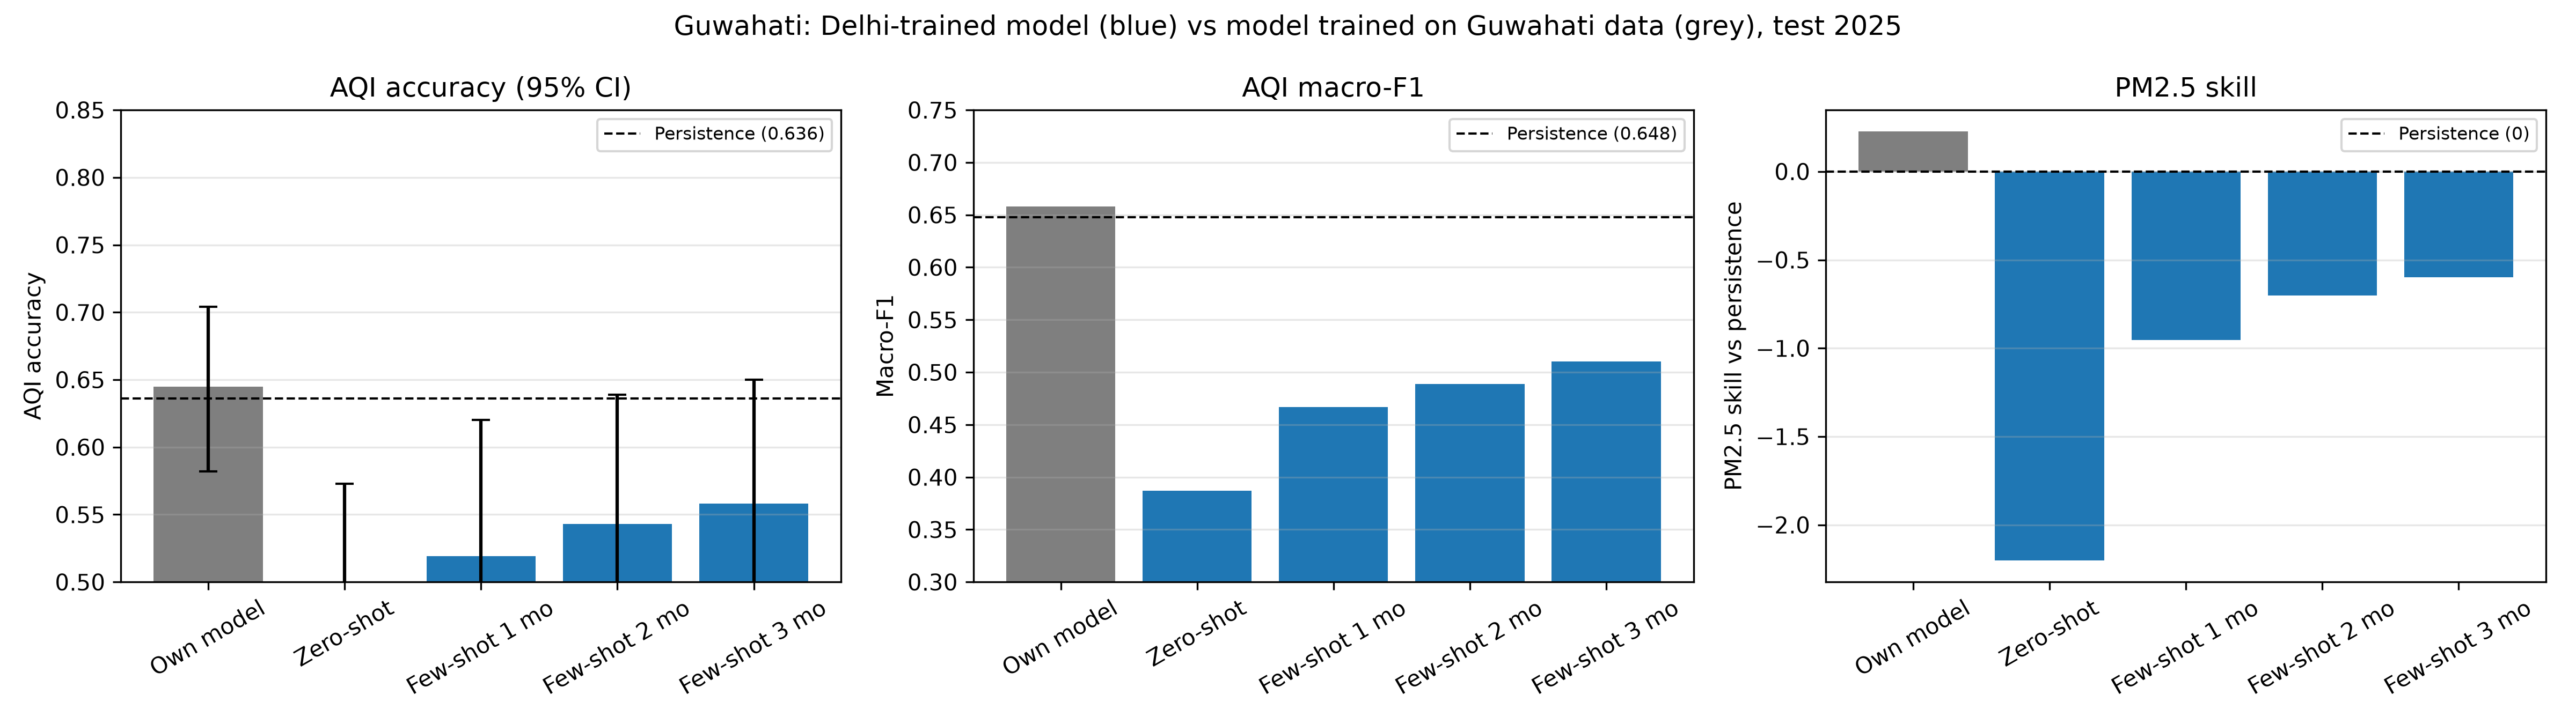 Guwahati: Delhi-trained model (blue) vs model trained on Guwahati data (grey), test 2025
AQI accuracy (95% CI)
AQI accuracy
0.85
0.80
0.75
0.70
0.65
0.60
0.55
0.50
Persistence (0.636)
Own model
Zero-shot
Few-shot 1 mo
Few-shot 2 mo
Few-shot 3 mo
AQI macro-F1
Macro-F1
0.75
0.70
0.65
0.60
0.55
0.50
0.45
0.40
0.35
0.30
Persistence (0.648)
Own model
Zero-shot
Few-shot 1 mo
Few-shot 2 mo
Few-shot 3 mo
PM2.5 skill
PM2.5 skill vs persistence
0.0
−0.5
−1.0
−1.5
−2.0
Persistence (0)
Own model
Zero-shot
Few-shot 1 mo
Few-shot 2 mo
Few-shot 3 mo